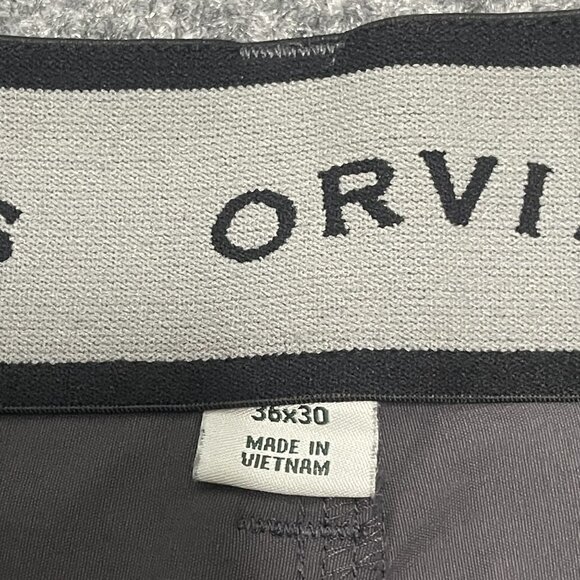 S ORVI
36x30
MADE IN
VIETNAM